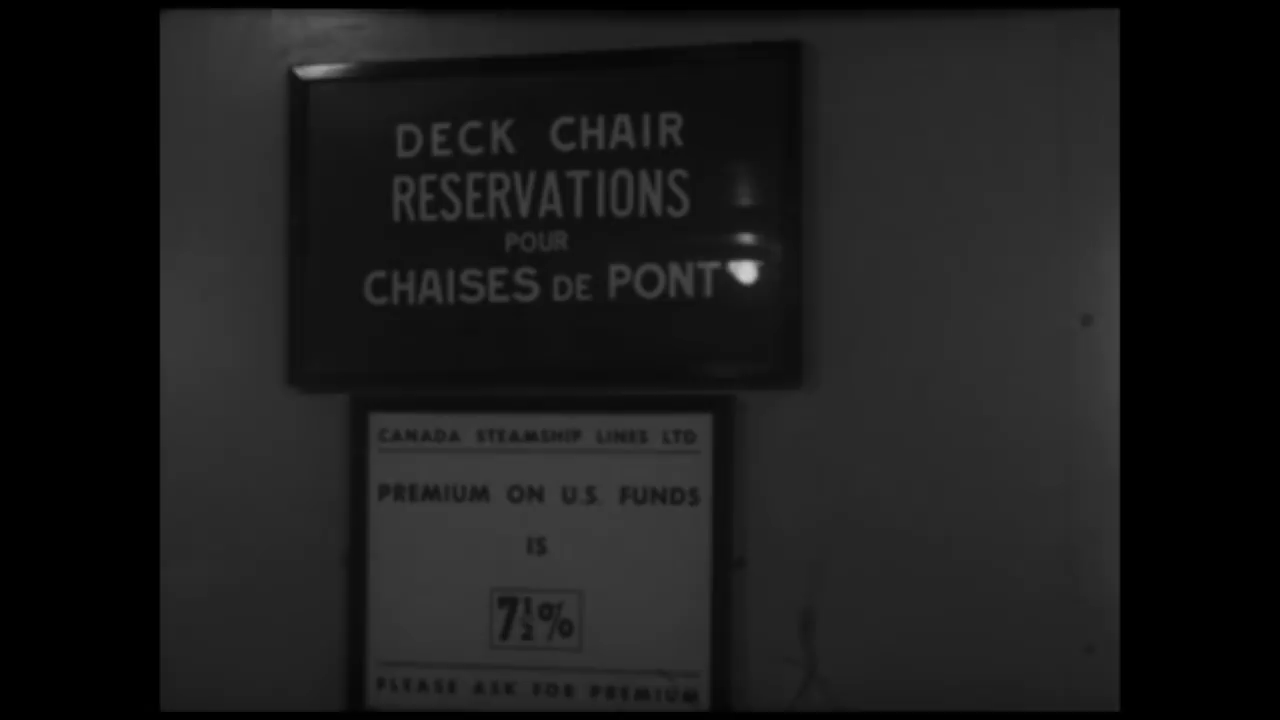 DECK CHAIR
RESERVATIONS
POUR
CHAISES DE PONT
CANADA STEAMSHIP LINES LTD
PREMIUM ON U.S. FUNDS
IS
7½%
PLEASE ASK FOR PREMIUM